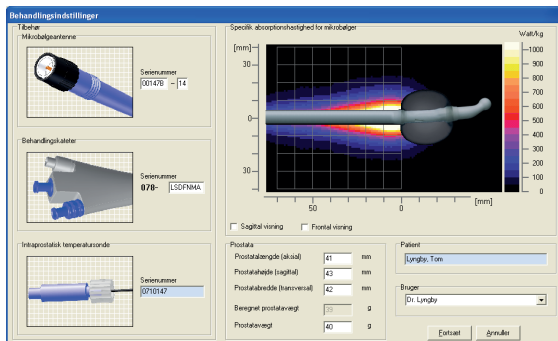 Behandlingsindstillinger
Tilbehør
Mikrobølgeantenne
Serienummer
00147B - 14
Behandlingskateter
Serienummer
078- LSDFNMA
Intraprostatisk temperatursonde
Serienummer
0710147
Specifik absorptionshastighed for mikrobølger
Watt/kg
[mm]
30
0
30
50
0
[mm]
1000
900
800
700
600
500
400
300
200
100
0
Sagittal visning
Frontal visning
Prostata
Prostatalængde (aksial) 41 mm
Prostatahøjde (sagittal) 43 mm
Prostatabredde (transversal) 42 mm
Beregnet prostatavægt 39 g
Prostatavægt 40 g
Patient
Lyngby, Tom
Bruger
Dr. Lyngby
Fortsæt
Annuller